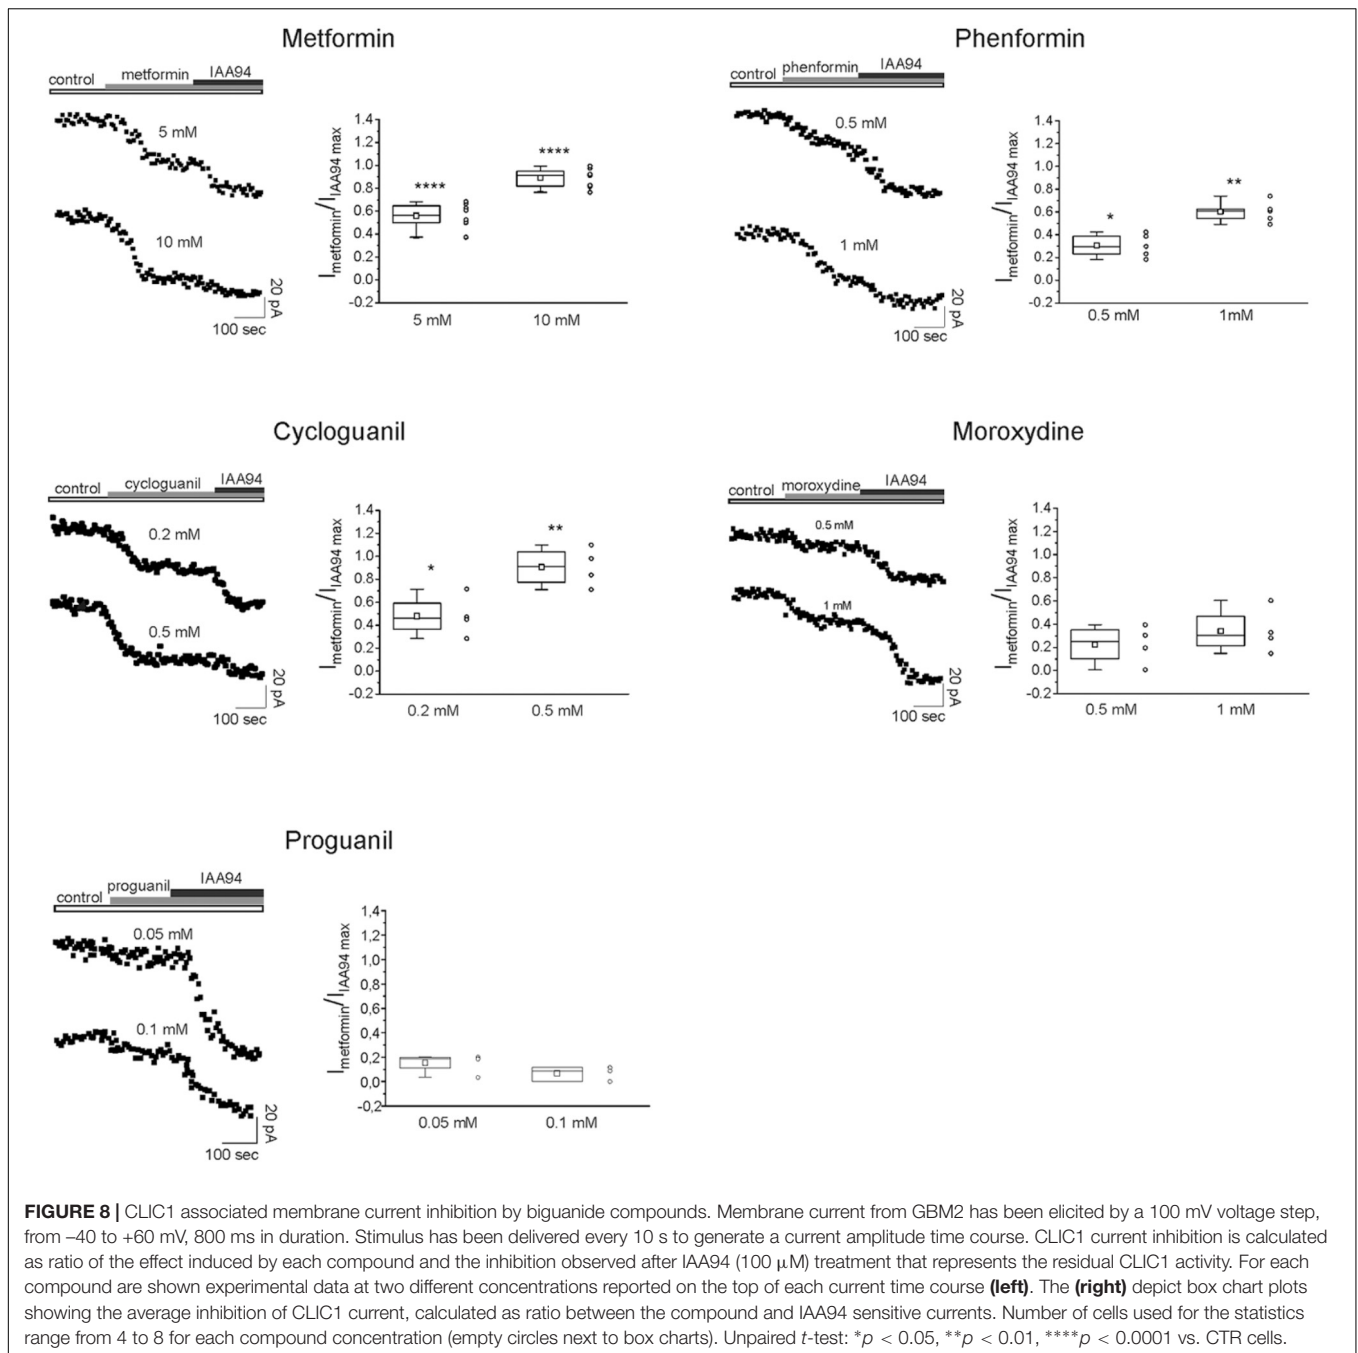 Metformin
control metformin IAA94
5 mM
10 mM
20 pA
100 sec
I metformin/I IAA94 max
1.4
1.2
1.0
0.8
0.6
0.4
0.2
0.0
-0.2
****
****
5 mM 10 mM
Phenformin
control phenformin IAA94
0.5 mM
1 mM
20 pA
100 sec
I metformin/I IAA94 max
1.4
1.2
1.0
0.8
0.6
0.4
0.2
0.0
-0.2
*
**
0.5 mM 1mM
Cycloguanil
control cycloguanil IAA94
0.2 mM
0.5 mM
20 pA
100 sec
I metformin/I IAA94 max
1.4
1.2
1.0
0.8
0.6
0.4
0.2
0.0
-0.2
*
**
0.2 mM 0.5 mM
Moroxydine
control moroxydine IAA94
0.5 mM
1 mM
20 pA
100 sec
I metformin/I IAA94 max
1.4
1.2
1.0
0.8
0.6
0.4
0.2
0.0
-0.2
0.5 mM 1 mM
Proguanil
control proguanil IAA94
0.05 mM
0.1 mM
20 pA
100 sec
I metformin/I IAA94 max
1,4
1,2
1,0
0,8
0,6
0,4
0,2
0,0
-0,2
0.05 mM 0.1 mM
FIGURE 8 | CLIC1 associated membrane current inhibition by biguanide compounds. Membrane current from GBM2 has been elicited by a 100 mV voltage step,
from –40 to +60 mV, 800 ms in duration. Stimulus has been delivered every 10 s to generate a current amplitude time course. CLIC1 current inhibition is calculated
as ratio of the effect induced by each compound and the inhibition observed after IAA94 (100 μM) treatment that represents the residual CLIC1 activity. For each
compound are shown experimental data at two different concentrations reported on the top of each current time course (left). The (right) depict box chart plots
showing the average inhibition of CLIC1 current, calculated as ratio between the compound and IAA94 sensitive currents. Number of cells used for the statistics
range from 4 to 8 for each compound concentration (empty circles next to box charts). Unpaired t-test: *p < 0.05, **p < 0.01, ****p < 0.0001 vs. CTR cells.